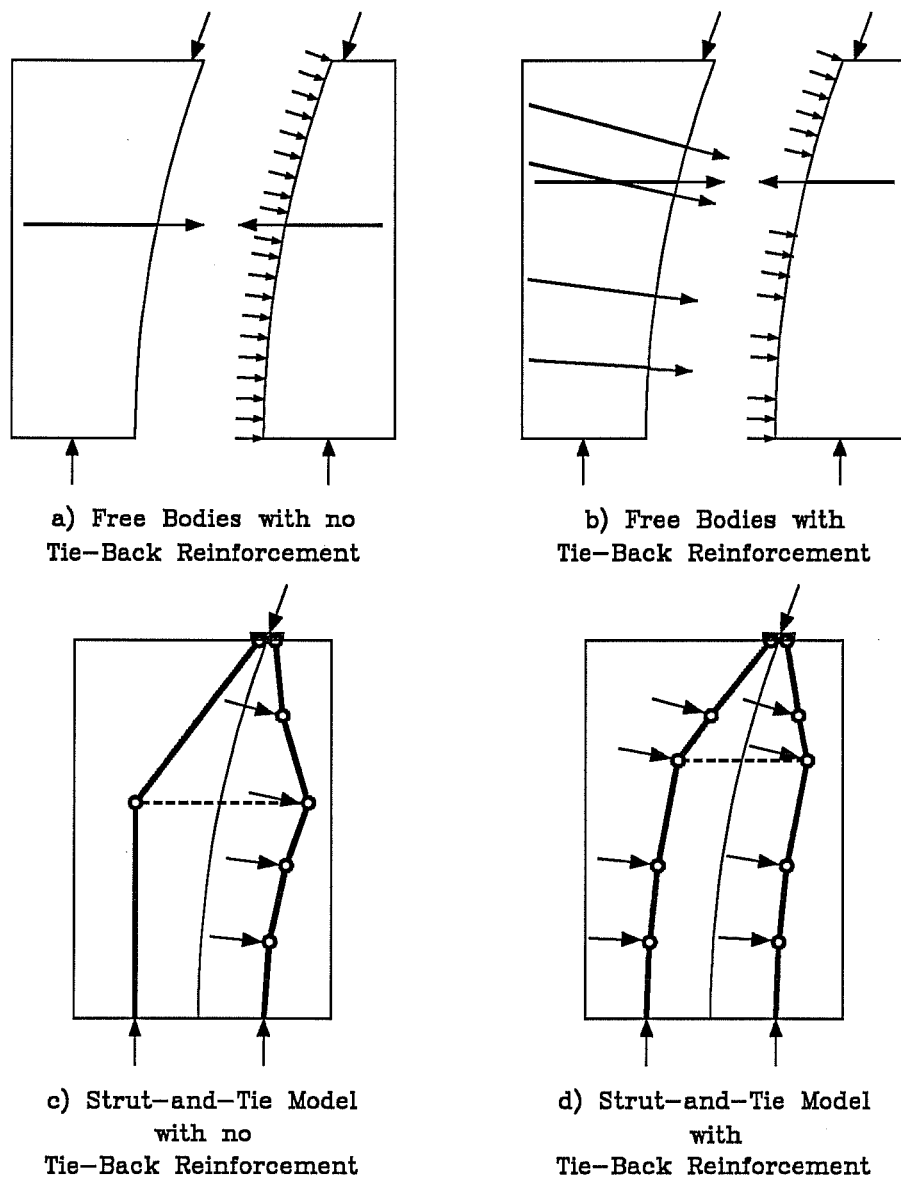 a) Free Bodies with no
Tie-Back Reinforcement
b) Free Bodies with
Tie-Back Reinforcement
c) Strut-and-Tie Model
with no
Tie-Back Reinforcement
d) Strut-and-Tie Model
with
Tie-Back Reinforcement